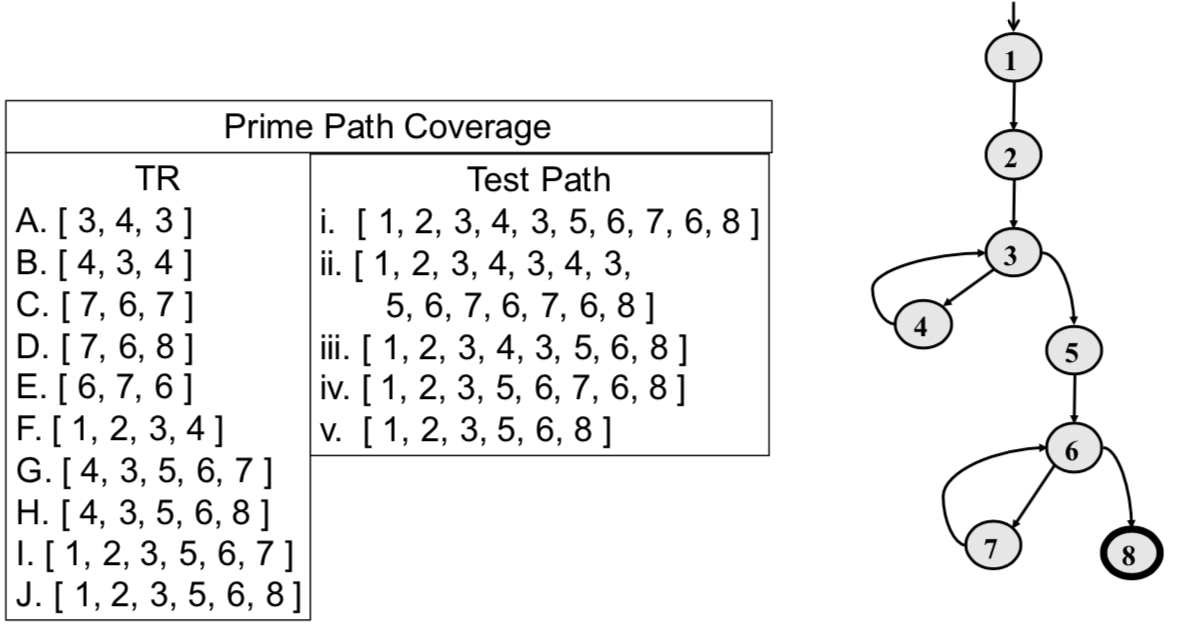 Prime Path Coverage
TR
A. [ 3, 4, 3 ]
B. [ 4, 3, 4 ]
C. [ 7, 6, 7 ]
D. [ 7, 6, 8 ]
E. [ 6, 7, 6 ]
F. [ 1, 2, 3, 4 ]
G. [ 4, 3, 5, 6, 7 ]
H. [ 4, 3, 5, 6, 8 ]
I. [ 1, 2, 3, 5, 6, 7 ]
J. [ 1, 2, 3, 5, 6, 8 ]
Test Path
i. [ 1, 2, 3, 4, 3, 5, 6, 7, 6, 8 ]
ii. [ 1, 2, 3, 4, 3, 4, 3,
5, 6, 7, 6, 7, 6, 8 ]
iii. [ 1, 2, 3, 4, 3, 5, 6, 8 ]
iv. [ 1, 2, 3, 5, 6, 7, 6, 8 ]
v. [ 1, 2, 3, 5, 6, 8 ]
1
2
3
4
5
6
7
8